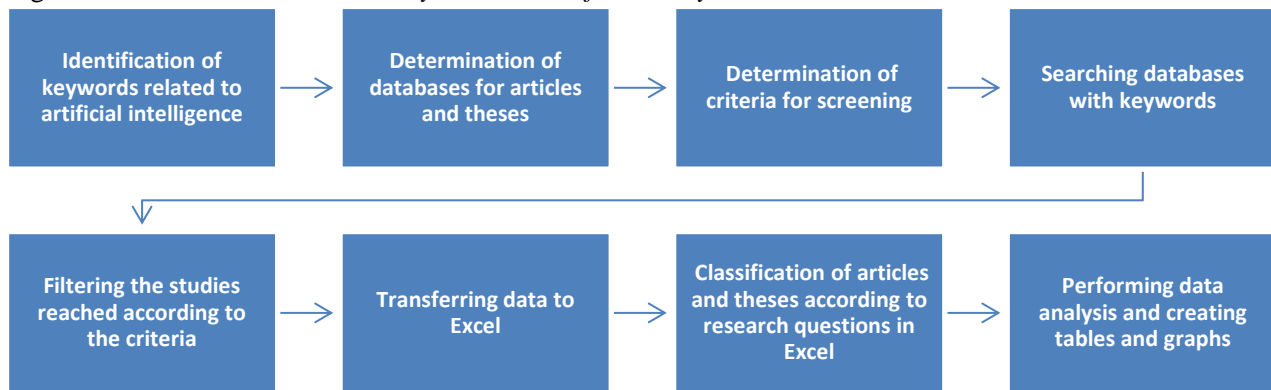 Identification of
keywords related to
artificial intelligence
Determination of
databases for articles
and theses
Determination of
criteria for screening
Searching databases
with keywords
Filtering the studies
reached according to
the criteria
Transferring data to
Excel
Classification of articles
and theses according to
research questions in
Excel
Performing data
analysis and creating
tables and graphs